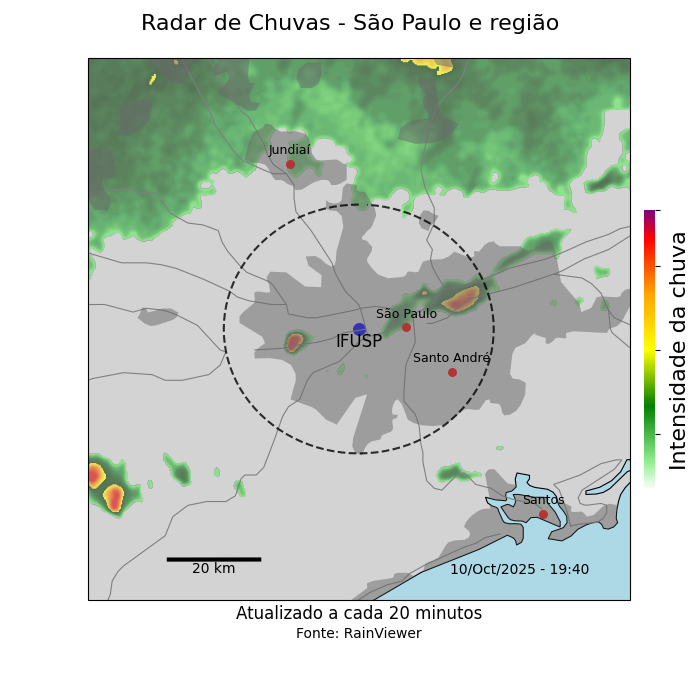 Radar de Chuvas - São Paulo e região
Jundiaí
São Paulo
IFUSP
Santo André
Santos
20 km
10/Oct/2025 - 19:40
Intensidade da chuva
Atualizado a cada 20 minutos
Fonte: RainViewer